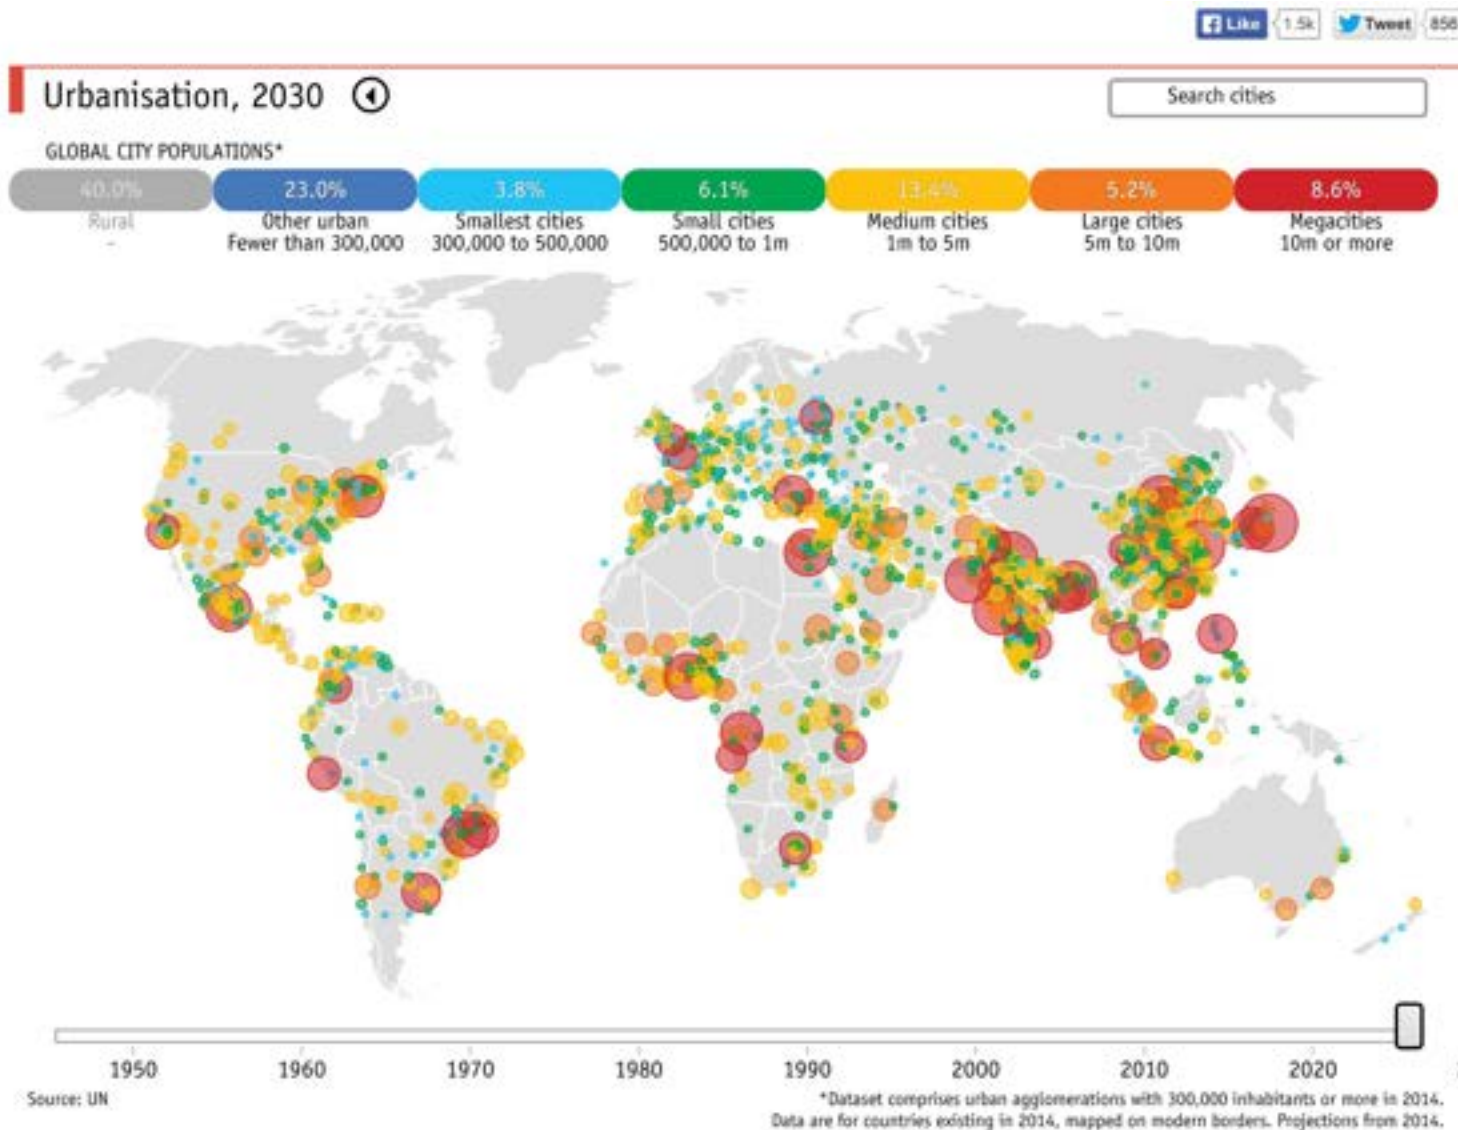 Like 1.5k Tweet 856
Urbanisation, 2030
Search cities
GLOBAL CITY POPULATIONS*
40.0% 23.0% 3.8% 6.1% 13.4% 5.2% 8.6%
Rural Other urban Smallest cities Small cities Medium cities Large cities Megacities
- Fewer than 300,000 300,000 to 500,000 500,000 to 1m 1m to 5m 5m to 10m 10m or more
1950 1960 1970 1980 1990 2000 2010 2020
Source: UN
*Dataset comprises urban agglomerations with 300,000 inhabitants or more in 2014.
Data are for countries existing in 2014, mapped on modern borders. Projections from 2014.